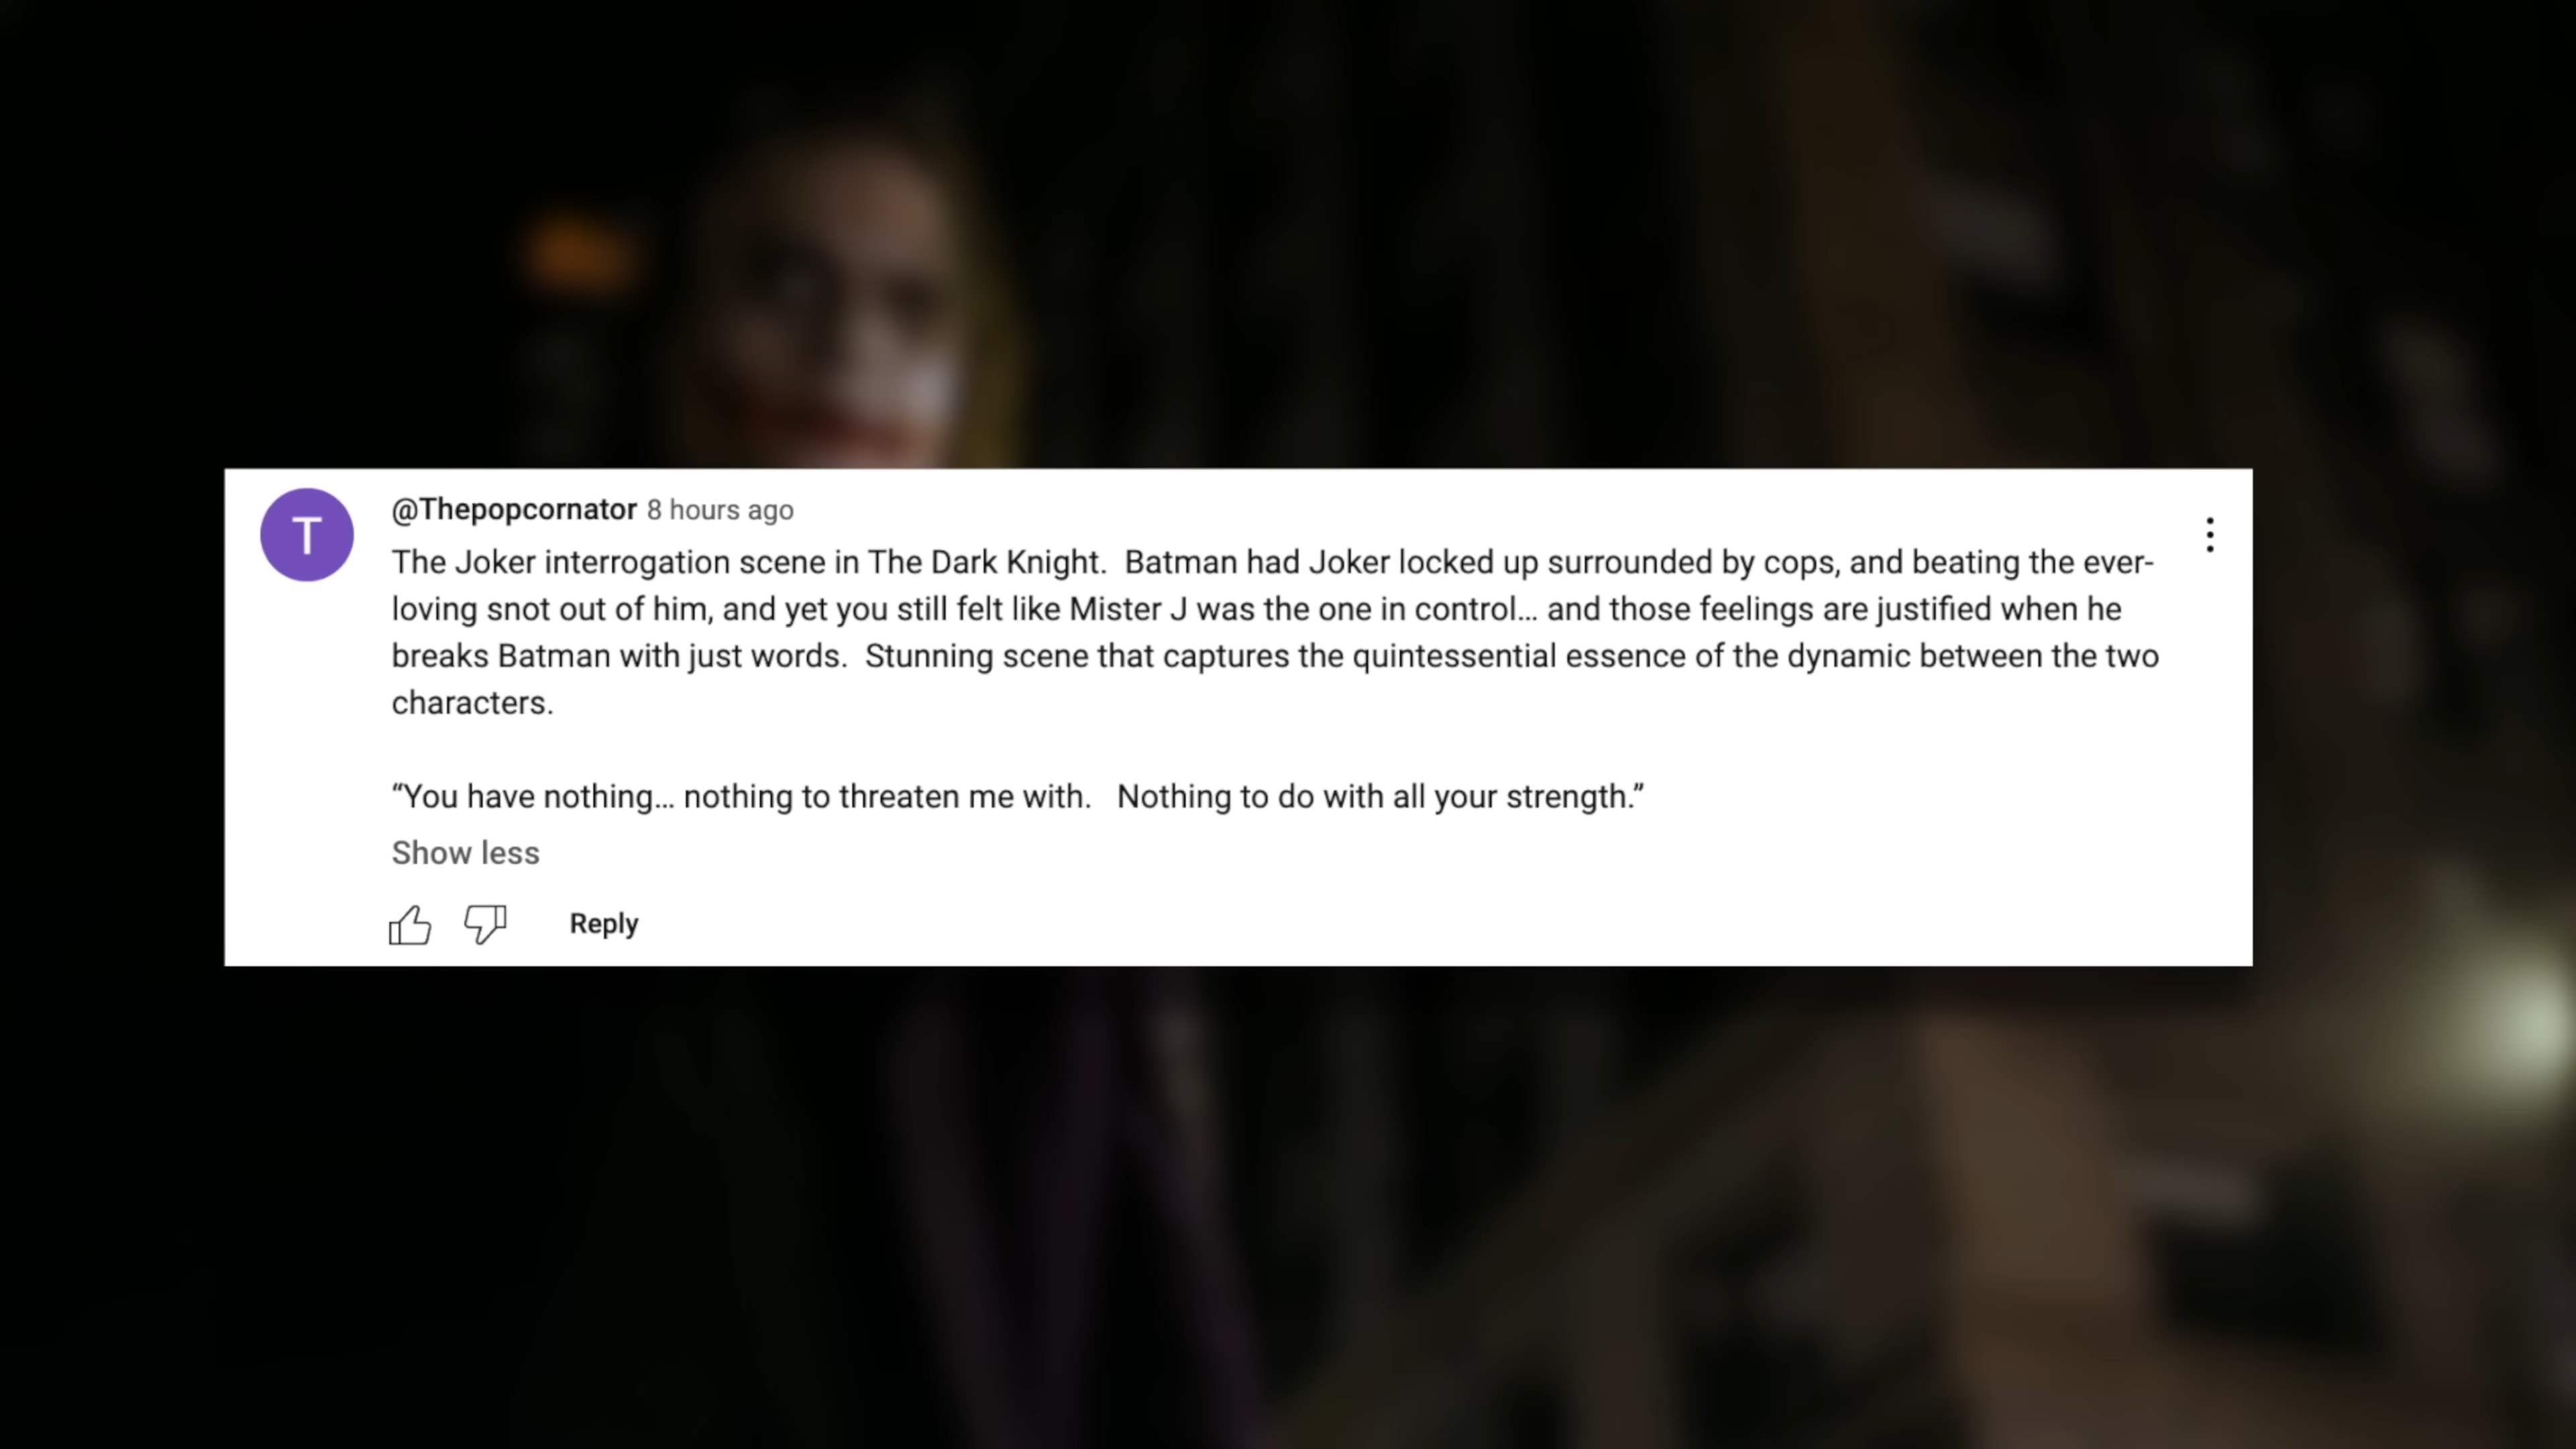 T
@Thepopcornator 8 hours ago
The Joker interrogation scene in The Dark Knight.  Batman had Joker locked up surrounded by cops, and beating the ever-
loving snot out of him, and yet you still felt like Mister J was the one in control… and those feelings are justified when he
breaks Batman with just words.  Stunning scene that captures the quintessential essence of the dynamic between the two
characters.
“You have nothing… nothing to threaten me with.   Nothing to do with all your strength.”
Show less
Reply